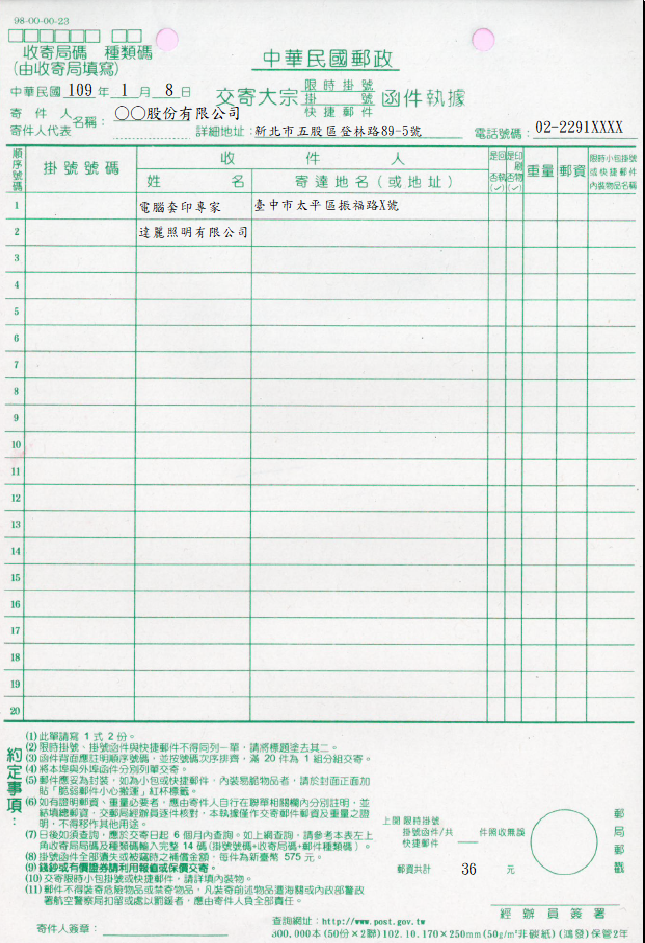 98-00-00-23
收寄局碼 種類碼
(由收寄局填寫)
中華民國郵政
中華民國 109 年 1 月 8 日
交寄大宗 限時掛號 掛號 快捷郵件 函件執據
寄件人名稱： ○○股份有限公司
寄件人代表
詳細地址：新北市五股區登林路89-5號
電話號碼：02-2291XXXX
順序號碼
掛號號碼
收件人
姓名
寄達地名(或地址)
是否回執(✓)
是否印刷物(✓)
重量
郵資
限時小包掛號或快捷郵件內裝物品名稱
1 電腦套印專家 臺中市太平區振福路X號
2 達麗照明有限公司
3
4
5
6
7
8
9
10
11
12
13
14
15
16
17
18
19
20
約定事項：
(1)此單請寫 1 式 2 份。
(2)限時掛號、掛號函件與快捷郵件不得同列一單，請將標題塗去其二。
(3)函件背面應註明順序號碼，並按號碼次序排齊，滿 20 件為 1 組分組交寄。
(4)將本埠與外埠函件分別列單交寄。
(5)郵件應妥為封裝，如為小包或快捷郵件，內裝易脆物品者，請於封面正面加
貼「脆弱郵件小心搬運」紅杯標籤。
(6)如有證明郵資、重量必要者，應由寄件人自行在聯單相關欄內分別註明，並
結填總郵資，交郵局經辦員逐件核對，本執據僅作交寄郵件郵資及重量之證
明，不得移作其他用途。
(7)日後如須查詢，應於交寄日起 6 個月內查詢。如上網查詢，請參考本表左上
角收寄局局碼及種類碼輸入完整 14 碼(掛號號碼+收寄局碼+郵件種類碼)。
(8)掛號函件全部遺失或被竊時之補償金額，每件為新臺幣 575 元。
(9)錢鈔或有價證券請利用報值或保價交寄。
(10)交寄限時小包掛號或快捷郵件，請詳填內裝物。
(11)郵件不得裝寄危險物品或禁寄物品，凡裝寄前述物品遭海關或內政部警政
署航空警察局扣留或處以罰鍰者，應由寄件人負全部責任。
上開 限時掛號 掛號函件/共 快捷郵件 件照收無誤
郵資共計 36 元
郵局郵戳
經辦員簽署
寄件人簽章：
查詢網址：http://www.post.gov.tw
300,000本(50份×2聯)102.10.170×250mm(50g/m²非碳紙)(鴻發)保管2年